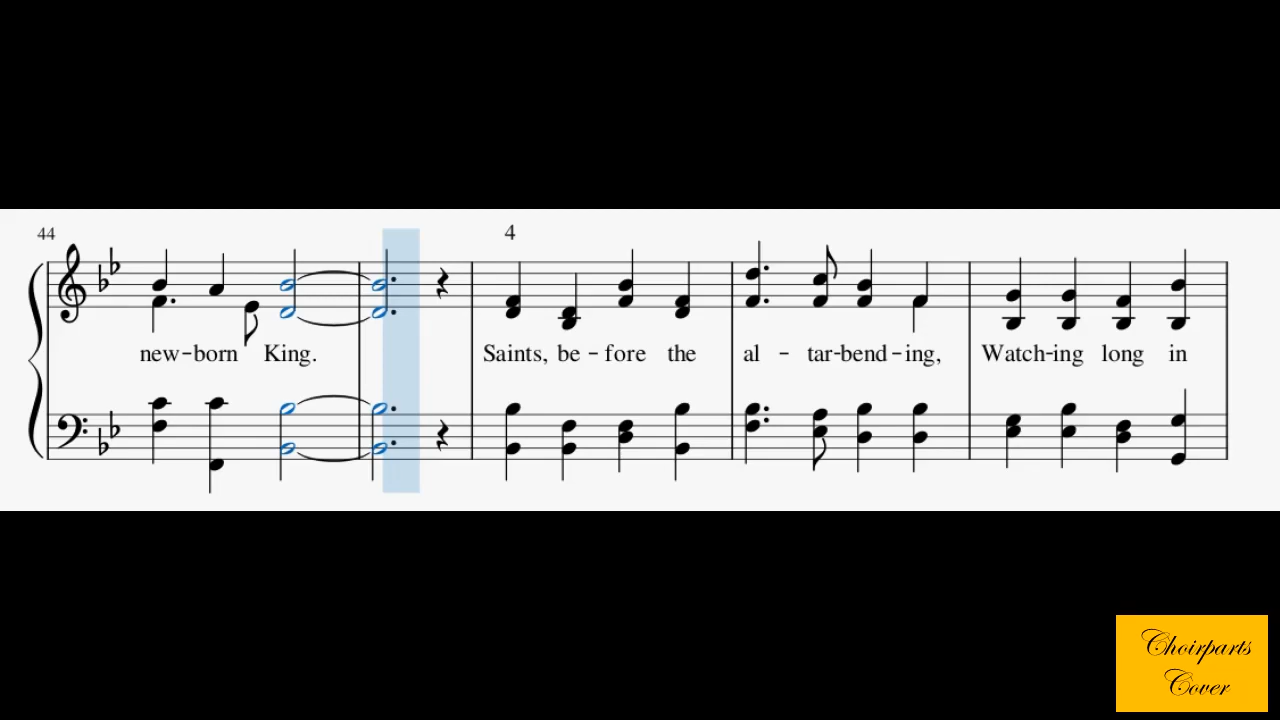 44
4
new-born King. Saints, be-fore the al-tar-bend-ing, Watch-ing long in
Choirparts
Cover